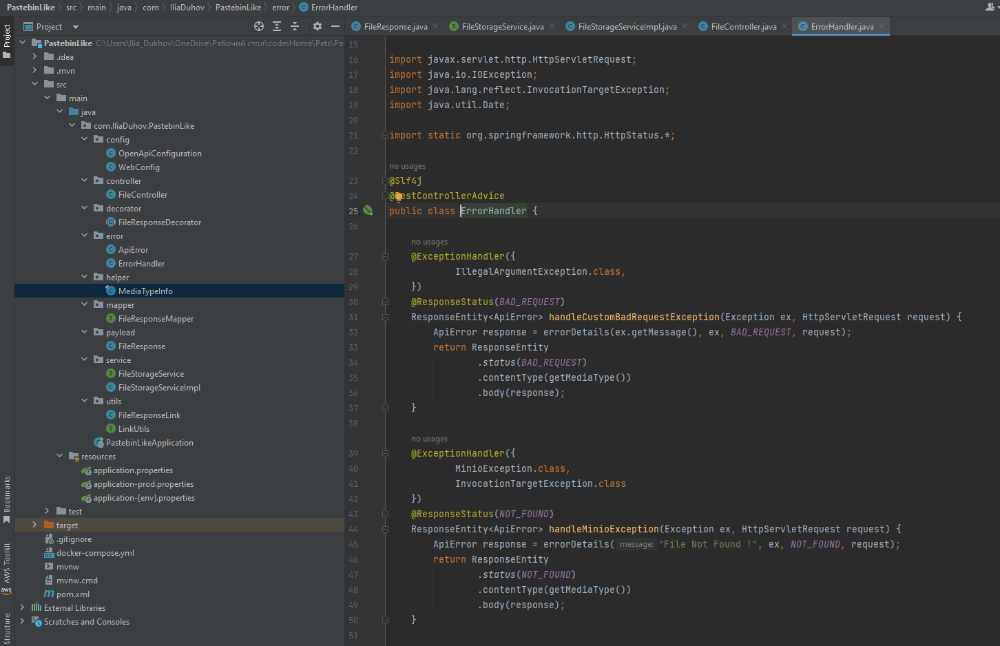 PastebinLike src main java com IliaDuhov PastebinLike error ErrorHandler
Project
Project
PastebinLike C:\Users\Ilia_Dukhov\OneDrive\Рабочий стол\codesHome\Pets\Pas
.idea
.mvn
src
main
java
com.IliaDuhov.PastebinLike
config
OpenApiConfiguration
WebConfig
controller
FileController
decorator
FileResponseDecorator
error
ApiError
ErrorHandler
helper
MediaTypeInfo
mapper
FileResponseMapper
payload
FileResponse
service
FileStorageService
FileStorageServiceImpl
utils
FileResponseLink
LinkUtils
PastebinLikeApplication
resources
application.properties
application-prod.properties
application-{env}.properties
test
target
.gitignore
docker-compose.yml
mvnw
mvnw.cmd
pom.xml
External Libraries
Scratches and Consoles
Bookmarks
AWS Toolkit
aws
Structure
FileResponse.java FileStorageService.java FileStorageServiceImpl.java FileController.java ErrorHandler.java
15
16 import javax.servlet.http.HttpServletRequest;
17 import java.io.IOException;
18 import java.lang.reflect.InvocationTargetException;
19 import java.util.Date;
20
21 import static org.springframework.http.HttpStatus.*;
22
no usages
23 @Slf4j
24 @RestControllerAdvice
25 public class ErrorHandler {
26
no usages
27 @ExceptionHandler({
28 IllegalArgumentException.class,
29 })
30 @ResponseStatus(BAD_REQUEST)
31 ResponseEntity<ApiError> handleCustomBadRequestException(Exception ex, HttpServletRequest request) {
32 ApiError response = errorDetails(ex.getMessage(), ex, BAD_REQUEST, request);
33 return ResponseEntity
34 .status(BAD_REQUEST)
35 .contentType(getMediaType())
36 .body(response);
37 }
38
no usages
39 @ExceptionHandler({
40 MinioException.class,
41 InvocationTargetException.class
42 })
43 @ResponseStatus(NOT_FOUND)
44 ResponseEntity<ApiError> handleMinioException(Exception ex, HttpServletRequest request) {
45 ApiError response = errorDetails( message: "File Not Found !", ex, NOT_FOUND, request);
46 return ResponseEntity
47 .status(NOT_FOUND)
48 .contentType(getMediaType())
49 .body(response);
50 }
51